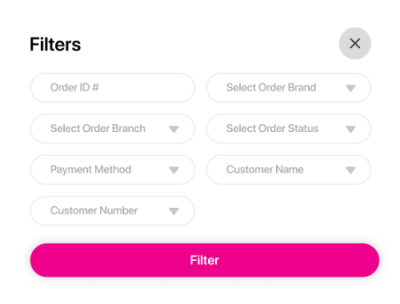 Filters
Order ID #
Select Order Brand
Select Order Branch
Select Order Status
Payment Method
Customer Name
Customer Number
Filter